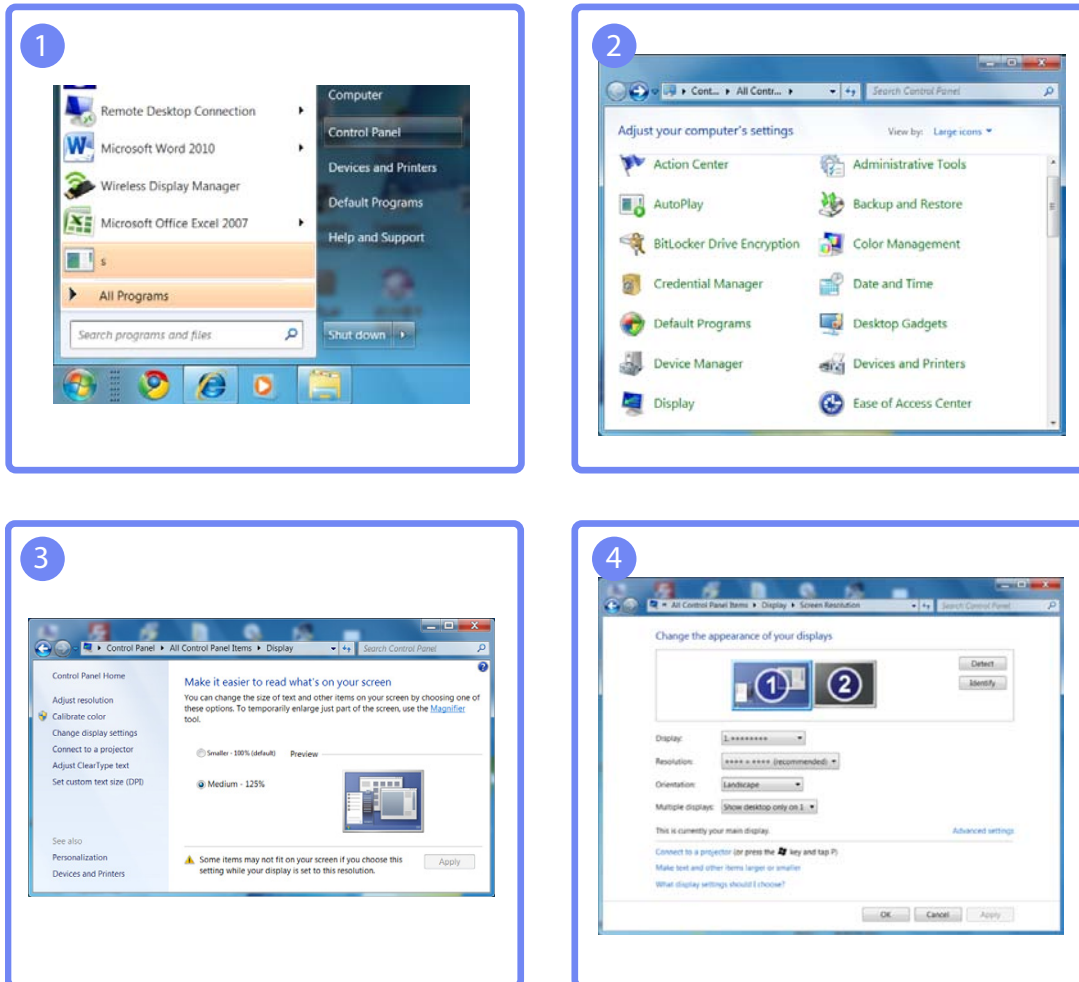 1
Remote Desktop Connection
Microsoft Word 2010
Wireless Display Manager
Microsoft Office Excel 2007
s
All Programs
Search programs and files
Computer
Control Panel
Devices and Printers
Default Programs
Help and Support
Shut down
2
Cont... All Contr...
Search Control Panel
Adjust your computer's settings
View by: Large icons
Action Center
Administrative Tools
AutoPlay
Backup and Restore
BitLocker Drive Encryption
Color Management
Credential Manager
Date and Time
Default Programs
Desktop Gadgets
Device Manager
Devices and Printers
Display
Ease of Access Center
3
Control Panel All Control Panel Items Display
Search Control Panel
Control Panel Home
Adjust resolution
Calibrate color
Change display settings
Connect to a projector
Adjust ClearType text
Set custom text size (DPI)
See also
Personalization
Devices and Printers
Make it easier to read what's on your screen
You can change the size of text and other items on your screen by choosing one of
these options. To temporarily enlarge just part of the screen, use the Magnifier
tool.
Smaller - 100% (default) Preview
Medium - 125%
Some items may not fit on your screen if you choose this
setting while your display is set to this resolution.
Apply
4
All Control Panel Items Display Screen Resolution
Search Control Panel
Change the appearance of your displays
1 2
Detect
Identify
Display: 1.********
Resolution: **** × **** (recommended)
Orientation: Landscape
Multiple displays: Show desktop only on 1
This is currently your main display.
Advanced settings
Connect to a projector (or press the key and tap P)
Make text and other items larger or smaller
What display settings should I choose?
OK Cancel Apply